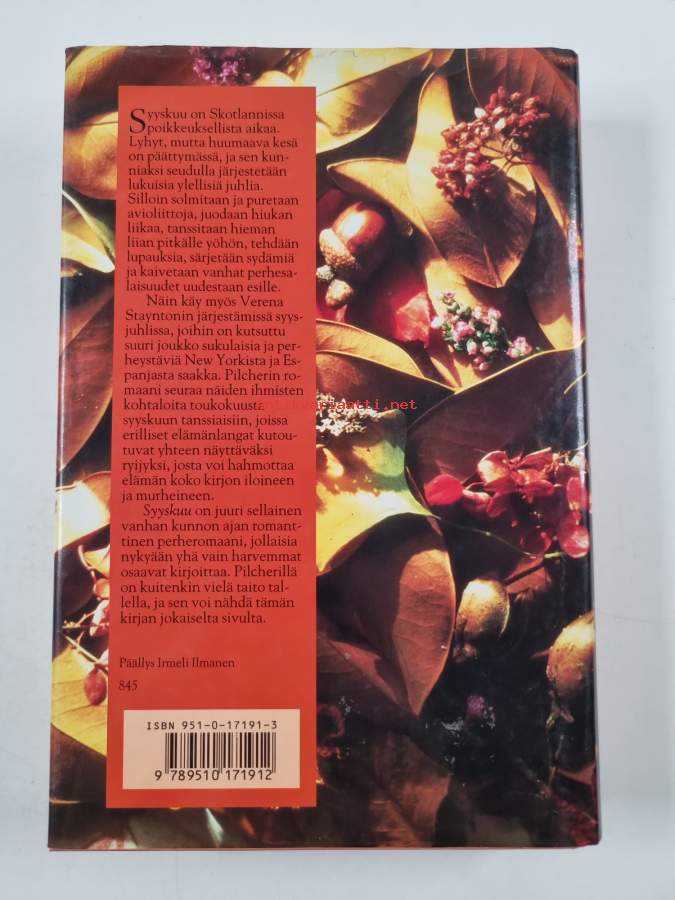 Syyskuu on Skotlannissa
poikkeuksellista aikaa.
Lyhyt, mutta huumaava kesä
on päättymässä, ja sen kun-
niaksi seudulla järjestetään
lukuisia ylellisiä juhlia.
Silloin solmitaan ja puretaan
avioliittoja, juodaan hiukan
liikaa, tanssitaan hieman
liian pitkälle yöhön, tehdään
lupauksia, särjetään sydämiä
ja kaivetaan vanhat perhesa-
laisuudet uudestaan esille.
Näin käy myös Verena
Stayntonin järjestämissä syys-
juhlissa, joihin on kutsuttu
suuri joukko sukulaisia ja per-
heystäviä New Yorkista ja Es-
panjasta saakka. Pilcherin ro-
maani seuraa näiden ihmisten
kohtaloita toukokuusta
syyskuun tanssiaisiin, joissa
erilliset elämänlangat kutou-
tuvat yhteen näyttäväksi
ryijyksi, josta voi hahmottaa
elämän koko kirjon iloineen
ja murheineen.
Syyskuu on juuri sellainen
vanhan kunnon ajan romant-
tinen perheromaani, jollaisia
nykyään yhä vain harvemmat
osaavat kirjoittaa. Pilcherillä
on kuitenkin vielä taito tal-
lella, ja sen voi nähdä tämän
kirjan jokaiselta sivulta.
Päällys Irmeli Ilmanen
845
ISBN 951-0-17191-3
9 789510 171912